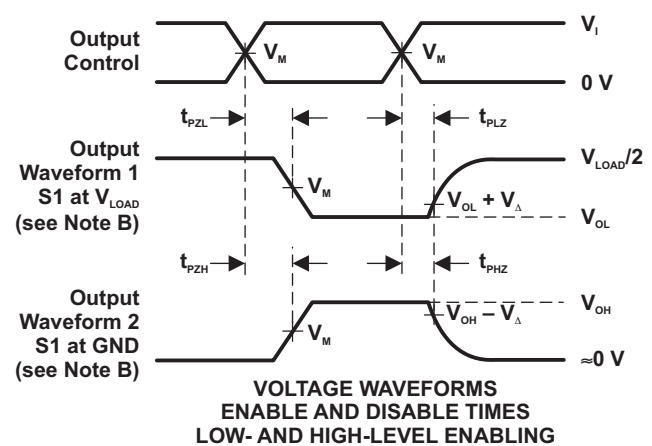 Output
Control
V_M
V_M
V_I
0 V
t_PZL
t_PLZ
Output
Waveform 1
S1 at V_LOAD
(see Note B)
V_M
V_OL + V_Δ
V_LOAD/2
V_OL
t_PZH
t_PHZ
Output
Waveform 2
S1 at GND
(see Note B)
V_M
V_OH – V_Δ
V_OH
≈0 V
VOLTAGE WAVEFORMS
ENABLE AND DISABLE TIMES
LOW- AND HIGH-LEVEL ENABLING